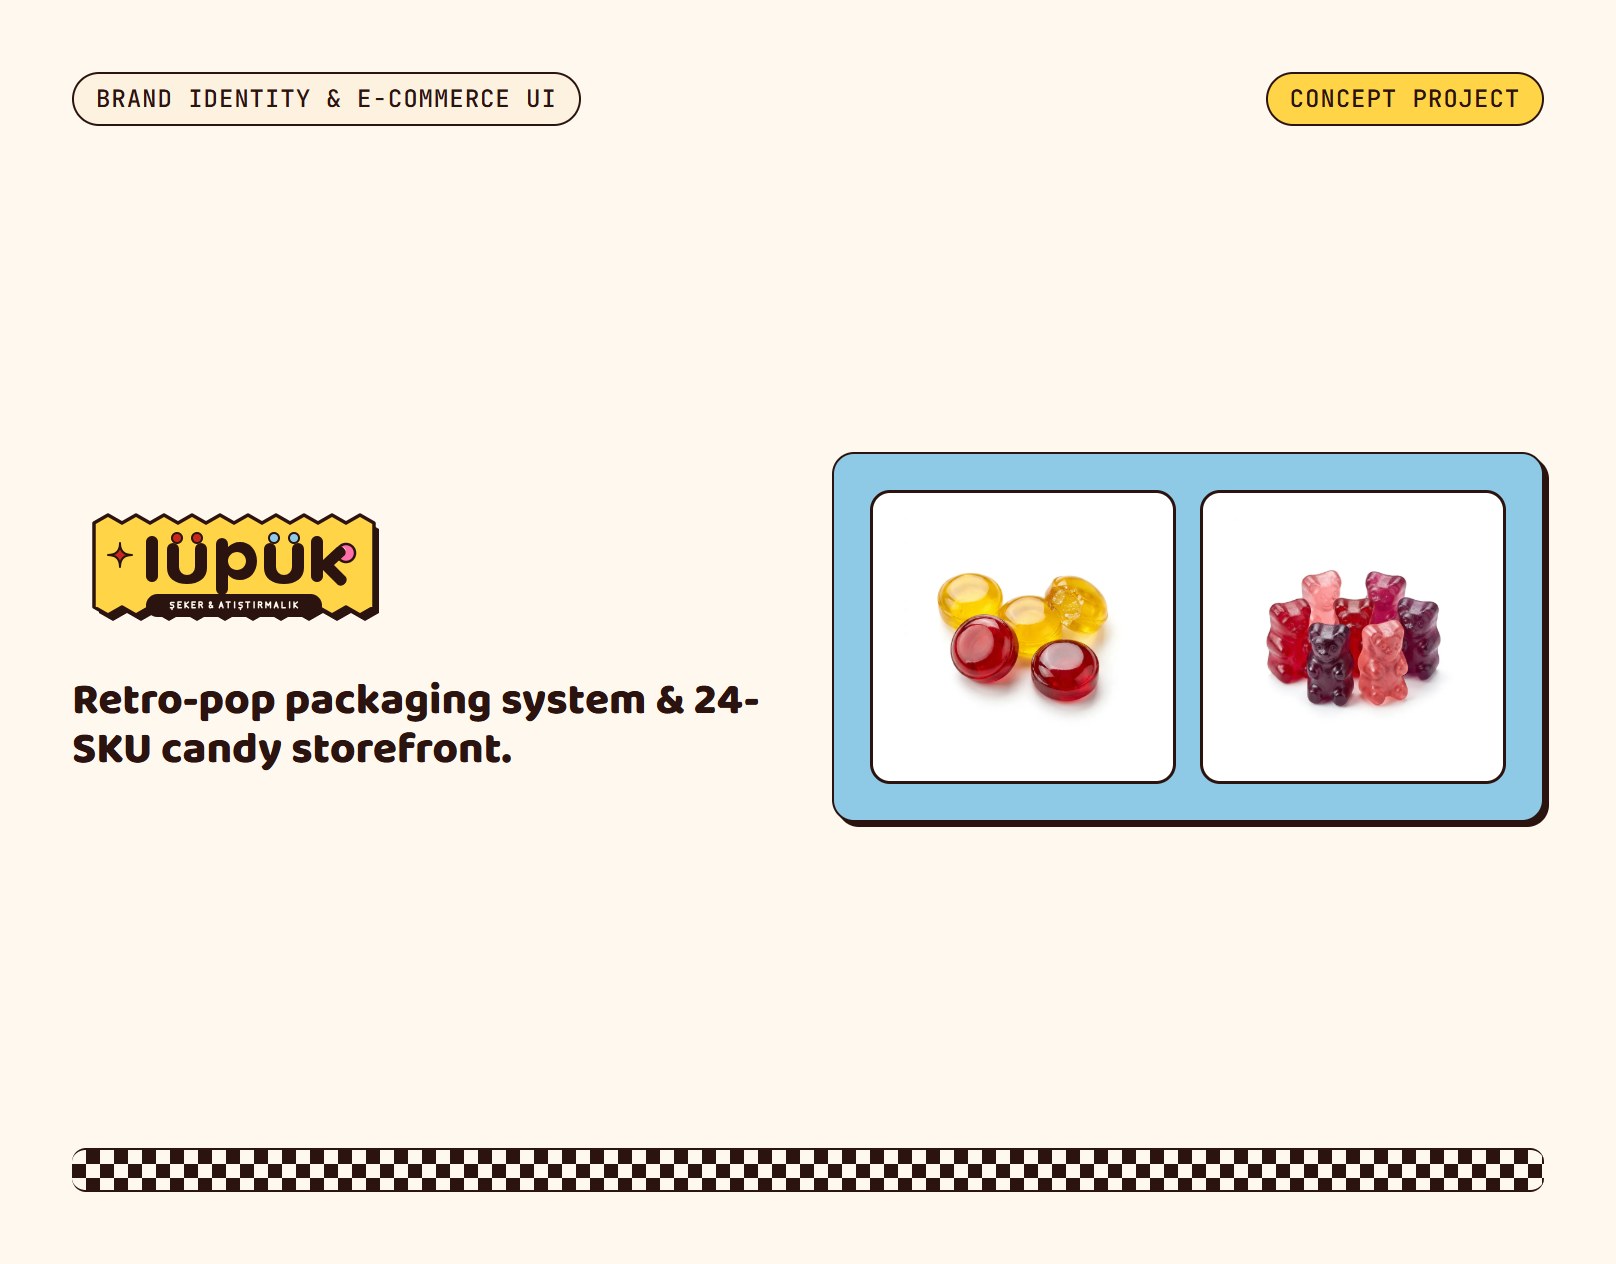 BRAND IDENTITY & E-COMMERCE UI
CONCEPT PROJECT
lüpük
ŞEKER & ATIŞTIRMALIK
Retro-pop packaging system & 24-
SKU candy storefront.